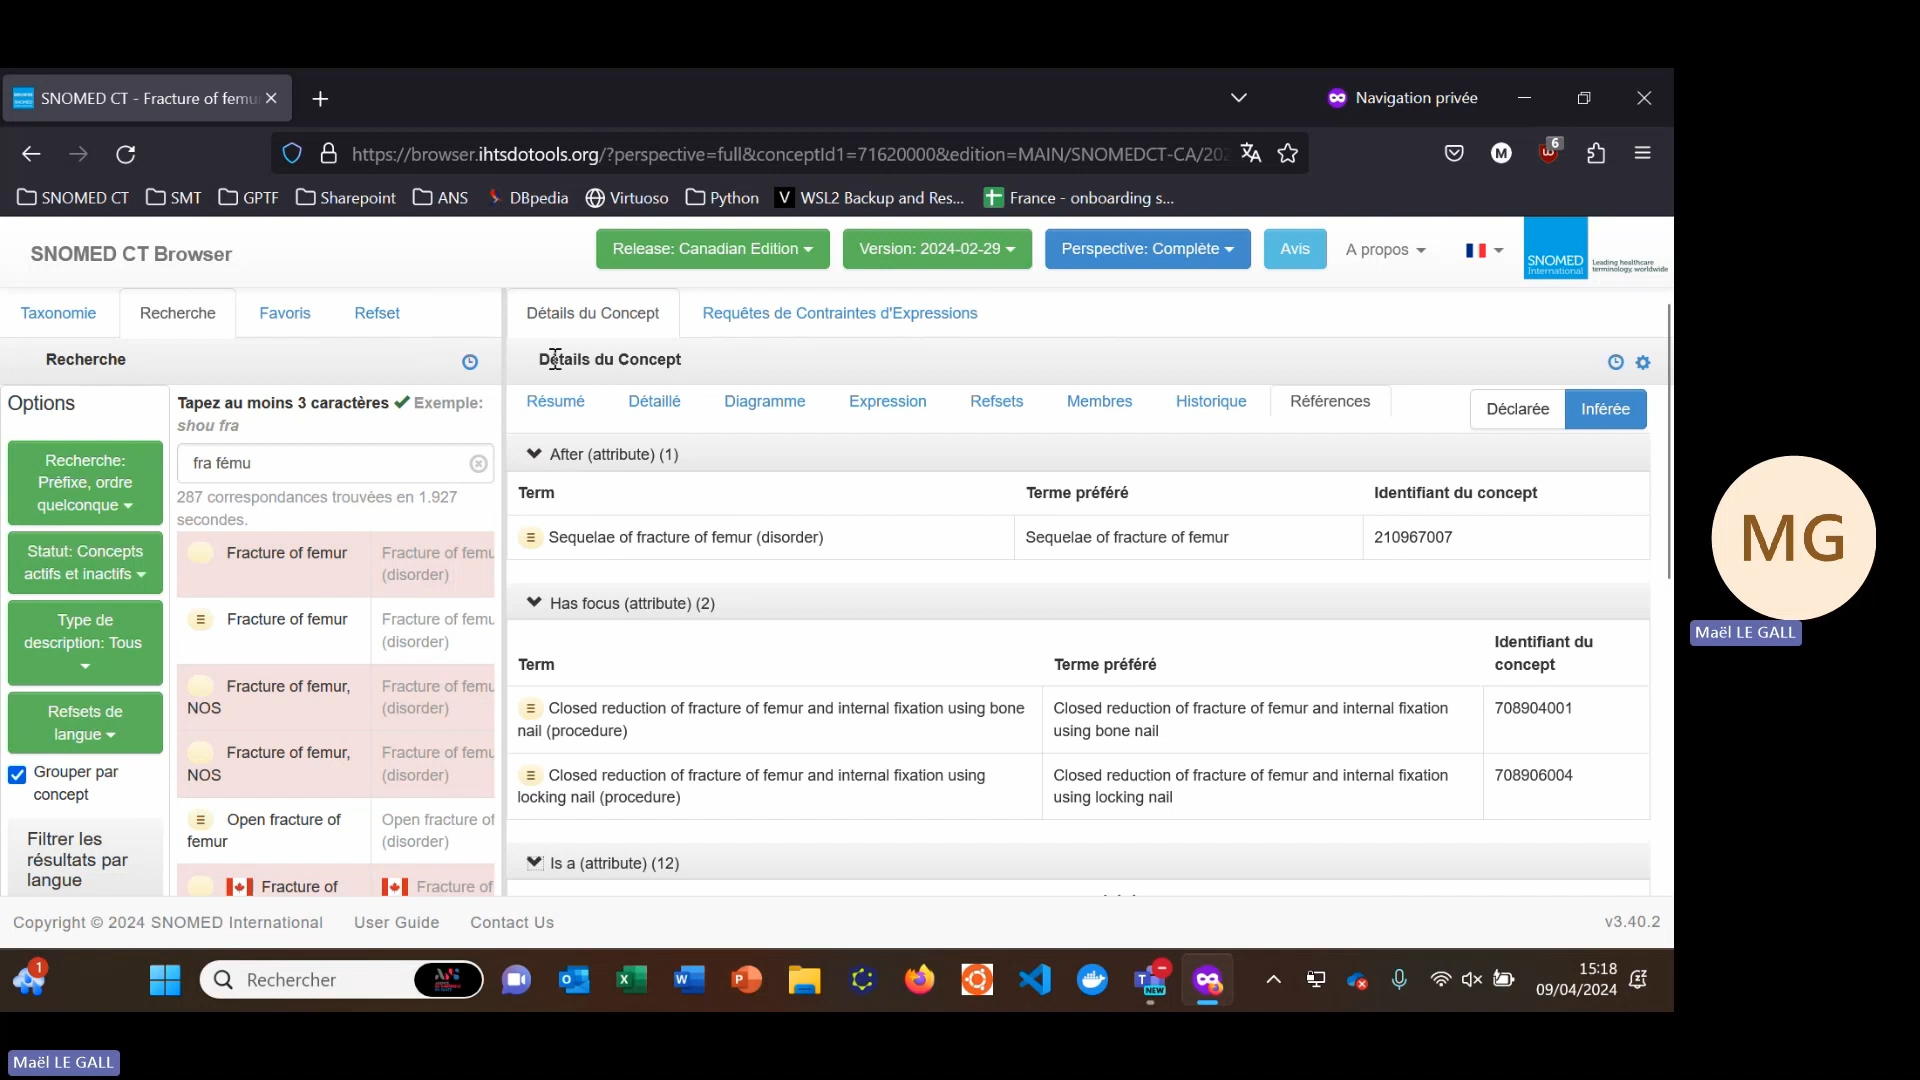 SNOMED CT - Fracture of femu
Navigation privée
https://browser.ihtsdotools.org/?perspective=full&conceptId1=71620000&edition=MAIN/SNOMEDCT-CA/202
M
6
SNOMED CT
SMT
GPTF
Sharepoint
ANS
DBpedia
Virtuoso
Python
V WSL2 Backup and Res...
France - onboarding s...
SNOMED CT Browser
Release: Canadian Edition
Version: 2024-02-29
Perspective: Complète
Avis
A propos
SNOMED
International
Leading healthcare
terminology, worldwide
Taxonomie
Recherche
Favoris
Refset
Détails du Concept
Requêtes de Contraintes d'Expressions
Recherche
Détails du Concept
Options
Recherche:
Préfixe, ordre
quelconque
Statut: Concepts
actifs et inactifs
Type de
description: Tous
Refsets de
langue
Grouper par
concept
Filtrer les
résultats par
langue
Tapez au moins 3 caractères Exemple:
shou fra
fra fému
287 correspondances trouvées en 1.927
secondes.
Fracture of femur
Fracture of femu
(disorder)
Fracture of femur
Fracture of femu
(disorder)
Fracture of femur,
NOS
Fracture of femu
(disorder)
Fracture of femur,
NOS
Fracture of femu
(disorder)
Open fracture of
femur
Open fracture of
(disorder)
Fracture of
Fracture of
Résumé
Détaillé
Diagramme
Expression
Refsets
Membres
Historique
Références
Déclarée
Inférée
After (attribute) (1)
Term
Terme préféré
Identifiant du concept
Sequelae of fracture of femur (disorder)
Sequelae of fracture of femur
210967007
Has focus (attribute) (2)
Term
Terme préféré
Identifiant du
concept
Closed reduction of fracture of femur and internal fixation using bone
nail (procedure)
Closed reduction of fracture of femur and internal fixation
using bone nail
708904001
Closed reduction of fracture of femur and internal fixation using
locking nail (procedure)
Closed reduction of fracture of femur and internal fixation
using locking nail
708906004
Is a (attribute) (12)
Copyright © 2024 SNOMED International
User Guide
Contact Us
v3.40.2
1
Rechercher
NEW
15:18
09/04/2024
MG
Maël LE GALL
Maël LE GALL